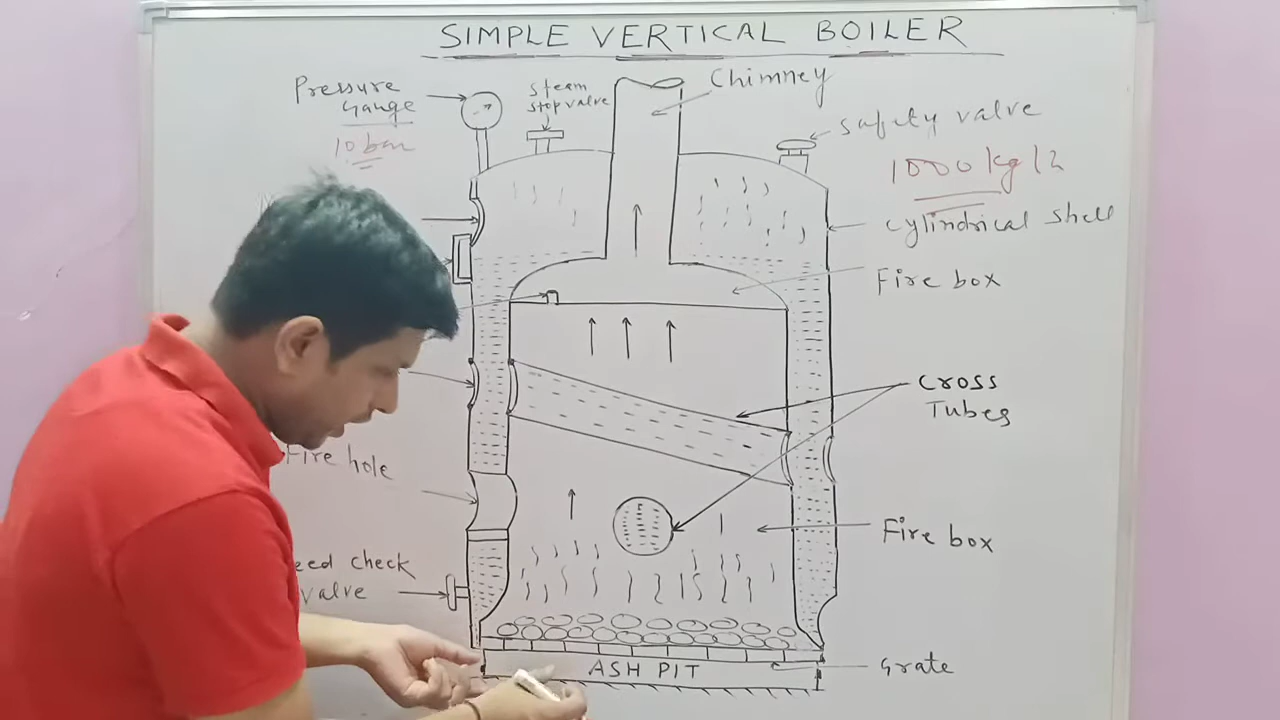 SIMPLE VERTICAL BOILER
Pressure
Gauge
10 bar
Steam
stop valve
Chimney
Safety valve
1000 kg/h
Cylindrical shell
Fire box
Cross
Tubes
Fire hole
Fire box
eed check
valve
Grate
ASH PIT